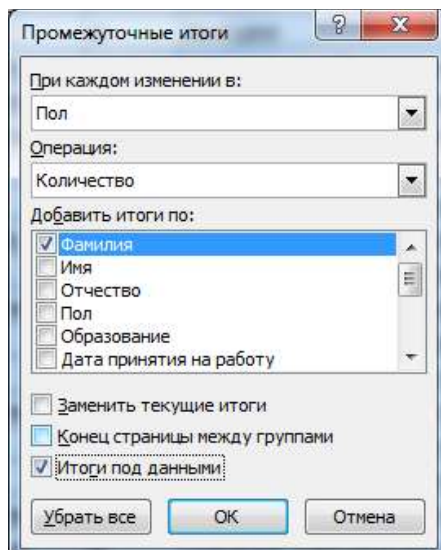 Промежуточные итоги
При каждом изменении в:
Пол
Операция:
Количество
Добавить итоги по:
Фамилия
Имя
Отчество
Пол
Образование
Дата принятия на работу
Заменить текущие итоги
Конец страницы между группами
Итоги под данными
Убрать все ОК Отмена